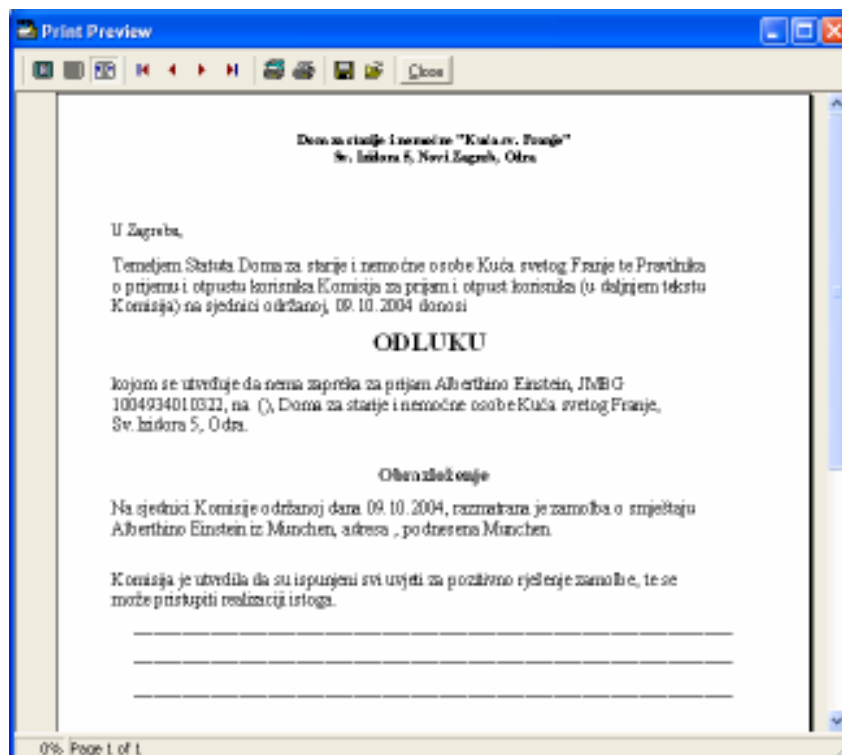 Print Preview
Close
Dom za starije i nemoćne "Kuća sv. Franje"
Sv. Izidora 5, Novi Zagreb, Odra
U Zagrebu,
Temeljem Statuta Doma za starije i nemoćne osobe Kuća svetog Franje te Pravilnika
o prijemu i otpustu korisnika Komisija za prijam i otpust korisnika (u daljnjem tekstu
Komisija) na sjednici održanoj, 09.10.2004 donosi
ODLUKU
kojom se utvrđuje da nema zapreka za prijam Alberthino Einstein, JMBG
1004934010322, na (), Doma za starije i nemoćne osobe Kuća svetog Franje,
Sv. Izidora 5, Odra.
Obrazloženje
Na sjednici Komisije održanoj dana 09.10.2004, razmatrana je zamolba o smještaju
Alberthino Einstein iz Munchen, adresa , podnesena Munchen.
Komisija je utvrdila da su ispunjeni svi uvjeti za pozitivno rješenje zamolbe, te se
može pristupiti realizaciji istoga.
0% Page 1 of 1